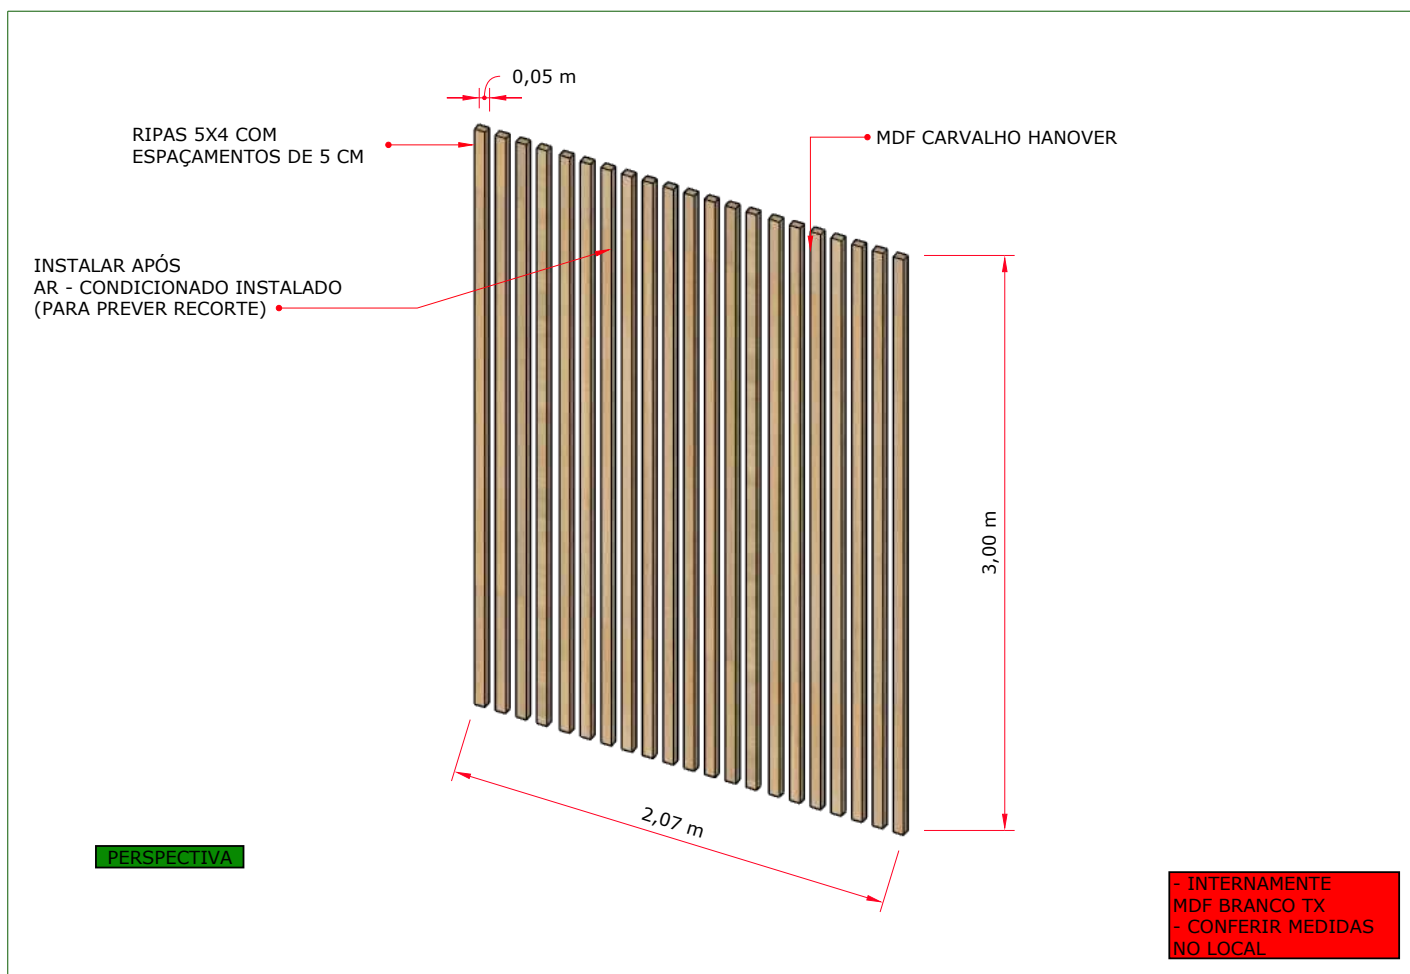 0,05 m
RIPAS 5X4 COM
ESPAÇAMENTOS DE 5 CM
MDF CARVALHO HANOVER
INSTALAR APÓS
AR - CONDICIONADO INSTALADO
(PARA PREVER RECORTE)
3,00 m
2,07 m
PERSPECTIVA
- INTERNAMENTE
MDF BRANCO TX
- CONFERIR MEDIDAS
NO LOCAL